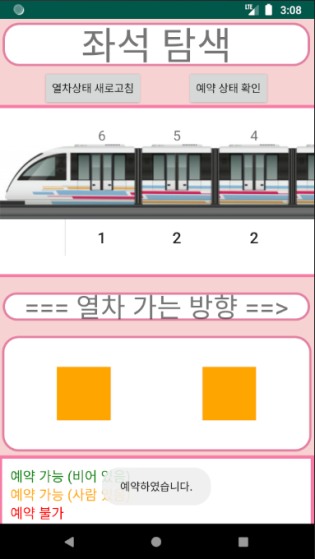 3:08
좌석 탐색
열차상태 새로고침 예약 상태 확인
6 5 4
1 2 2
=== 열차 가는 방향 ==>
예약 가능 (비어 있음)
예약 가능 (사람 있음)
예약하였습니다.
예약 불가